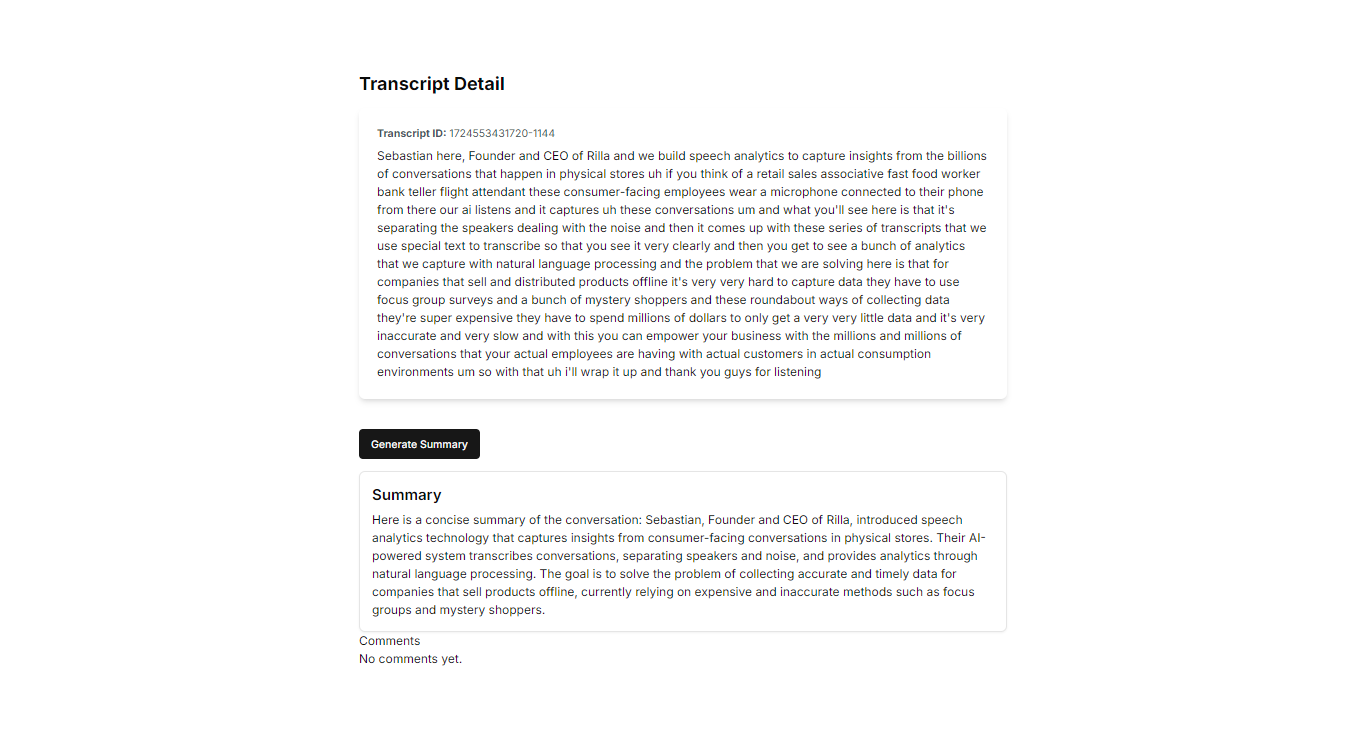 Transcript Detail
Transcript ID: 1724553431720-1144
Sebastian here, Founder and CEO of Rilla and we build speech analytics to capture insights from the billions
of conversations that happen in physical stores uh if you think of a retail sales associative fast food worker
bank teller flight attendant these consumer-facing employees wear a microphone connected to their phone
from there our ai listens and it captures uh these conversations um and what you'll see here is that it's
separating the speakers dealing with the noise and then it comes up with these series of transcripts that we
use special text to transcribe so that you see it very clearly and then you get to see a bunch of analytics
that we capture with natural language processing and the problem that we are solving here is that for
companies that sell and distributed products offline it's very very hard to capture data they have to use
focus group surveys and a bunch of mystery shoppers and these roundabout ways of collecting data
they're super expensive they have to spend millions of dollars to only get a very very little data and it's very
inaccurate and very slow and with this you can empower your business with the millions and millions of
conversations that your actual employees are having with actual customers in actual consumption
environments um so with that uh i'll wrap it up and thank you guys for listening
Generate Summary
Summary
Here is a concise summary of the conversation: Sebastian, Founder and CEO of Rilla, introduced speech
analytics technology that captures insights from consumer-facing conversations in physical stores. Their AI-
powered system transcribes conversations, separating speakers and noise, and provides analytics through
natural language processing. The goal is to solve the problem of collecting accurate and timely data for
companies that sell products offline, currently relying on expensive and inaccurate methods such as focus
groups and mystery shoppers.
Comments
No comments yet.